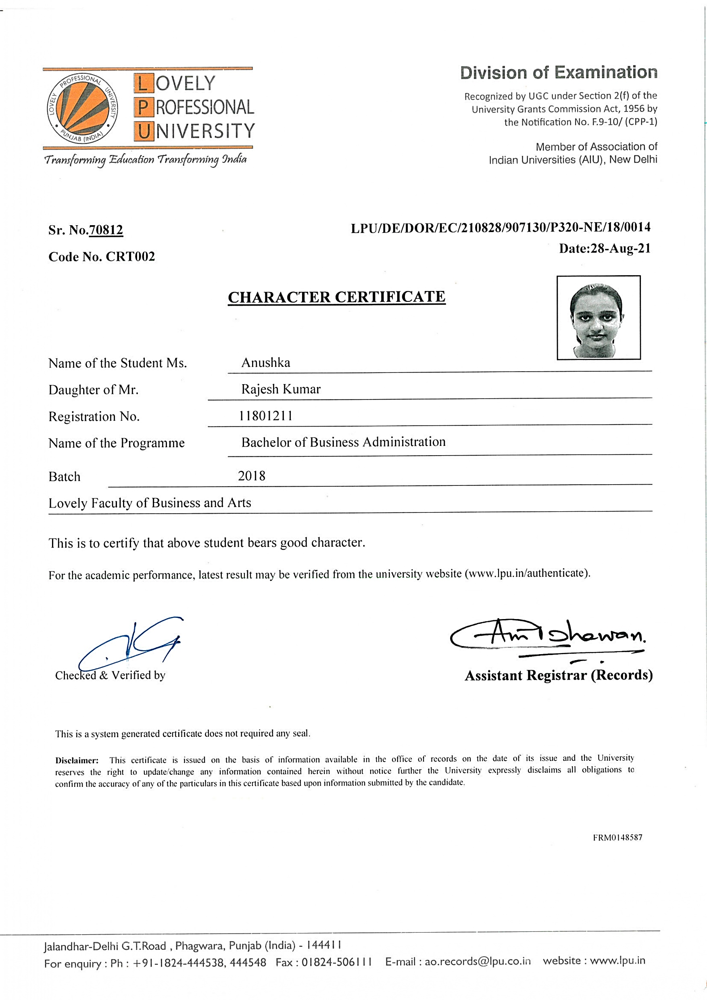 LOVELY PROFESSIONAL UNIVERSITY
PUNJAB (INDIA)
LOVELY
PROFESSIONAL
UNIVERSITY
Transforming Education Transforming India
Division of Examination
Recognized by UGC under Section 2(f) of the
University Grants Commission Act, 1956 by
the Notification No. F.9-10/ (CPP-1)
Member of Association of
Indian Universities (AIU), New Delhi
Sr. No.70812
LPU/DE/DOR/EC/210828/907130/P320-NE/18/0014
Code No. CRT002
Date:28-Aug-21
CHARACTER CERTIFICATE
Name of the Student Ms. Anushka
Daughter of Mr. Rajesh Kumar
Registration No. 11801211
Name of the Programme Bachelor of Business Administration
Batch 2018
Lovely Faculty of Business and Arts
This is to certify that above student bears good character.
For the academic performance, latest result may be verified from the university website (www.lpu.in/authenticate).
Checked & Verified by
Assistant Registrar (Records)
This is a system generated certificate does not required any seal.
Disclaimer: This certificate is issued on the basis of information available in the office of records on the date of its issue and the University
reserves the right to update/change any information contained herein without notice further the University expressly disclaims all obligations to
confirm the accuracy of any of the particulars in this certificate based upon information submitted by the candidate.
FRM0148587
Jalandhar-Delhi G.T.Road , Phagwara, Punjab (India) - 144411
For enquiry : Ph : +91-1824-444538, 444548 Fax : 01824-506111 E-mail : ao.records@lpu.co.in website : www.lpu.in